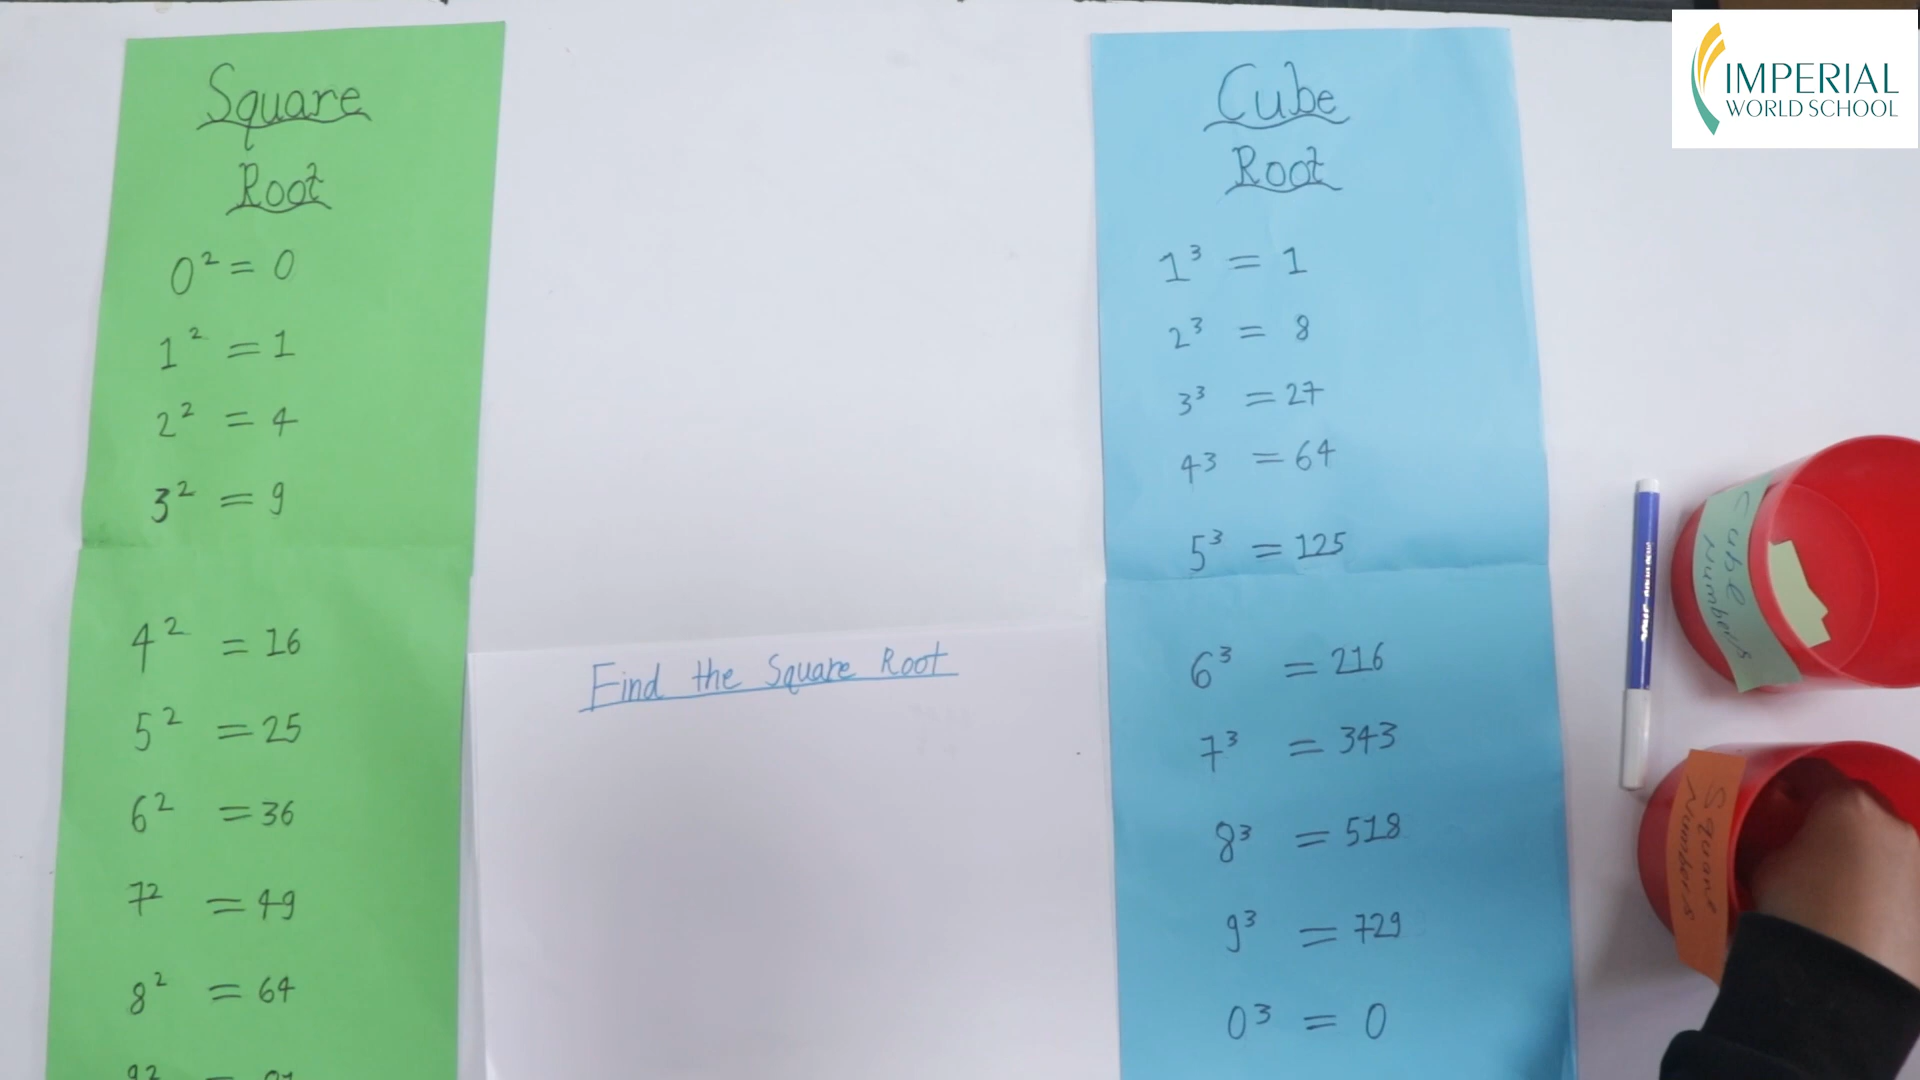 Square
Root
0² = 0
1² = 1
2² = 4
3² = 9
4² = 16
5² = 25
6² = 36
7² = 49
8² = 64
Find the Square Root
Cube
Root
1³ = 1
2³ = 8
3³ = 27
4³ = 64
5³ = 125
6³ = 216
7³ = 343
8³ = 518
9³ = 729
0³ = 0
IMPERIAL
WORLD SCHOOL
Cube
Numbers
Square
Numbers